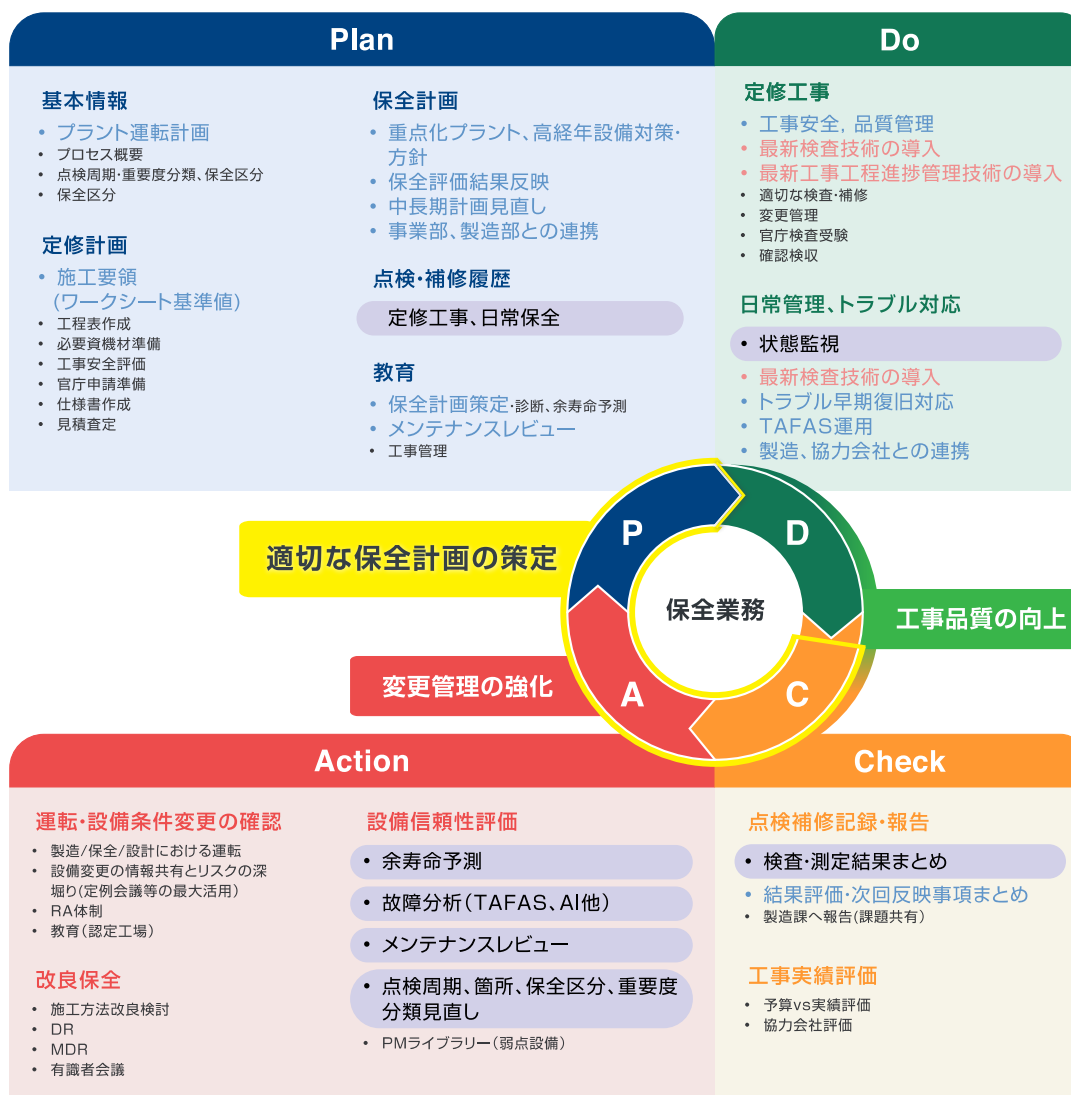 Plan
基本情報
• プラント運転計画
• プロセス概要
• 点検周期・重要度分類、保全区分
• 保全区分
定修計画
• 施工要領
(ワークシート基準値)
• 工程表作成
• 必要資機材準備
• 工事安全評価
• 官庁申請準備
• 仕様書作成
• 見積査定
保全計画
• 重点化プラント、高経年設備対策・
方針
• 保全評価結果反映
• 中長期計画見直し
• 事業部、製造部との連携
点検・補修履歴
定修工事、日常保全
教育
• 保全計画策定・診断、余寿命予測
• メンテナンスレビュー
• 工事管理
Do
定修工事
• 工事安全, 品質管理
• 最新検査技術の導入
• 最新工事工程進捗管理技術の導入
• 適切な検査・補修
• 変更管理
• 官庁検査受験
• 確認検収
日常管理、トラブル対応
• 状態監視
• 最新検査技術の導入
• トラブル早期復旧対応
• TAFAS運用
• 製造、協力会社との連携
P
D
適切な保全計画の策定
保全業務
工事品質の向上
変更管理の強化
A
C
Action
運転・設備条件変更の確認
• 製造/保全/設計における運転
• 設備変更の情報共有とリスクの深
堀り(定例会議等の最大活用)
• RA体制
• 教育(認定工場)
改良保全
• 施工方法改良検討
• DR
• MDR
• 有識者会議
設備信頼性評価
• 余寿命予測
• 故障分析(TAFAS、AI他)
• メンテナンスレビュー
• 点検周期、箇所、保全区分、重要度
分類見直し
• PMライブラリー(弱点設備)
Check
点検補修記録・報告
• 検査・測定結果まとめ
• 結果評価・次回反映事項まとめ
• 製造課へ報告(課題共有)
工事実績評価
• 予算vs実績評価
• 協力会社評価